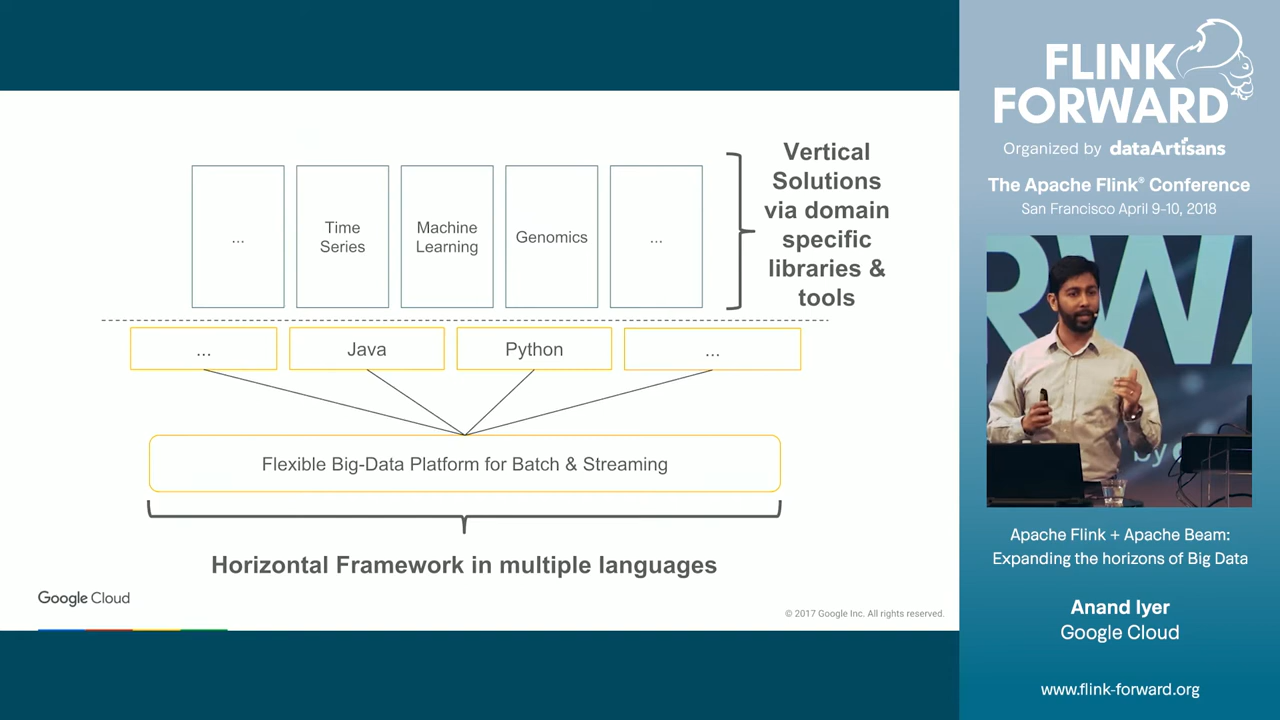 ...
Time
Series
Machine
Learning
Genomics
...
Vertical
Solutions
via domain
specific
libraries &
tools
...
Java
Python
...
Flexible Big-Data Platform for Batch & Streaming
Horizontal Framework in multiple languages
Google Cloud
© 2017 Google Inc. All rights reserved.
FLINK
FORWARD
Organized by dataArtisans
The Apache Flink® Conference
San Francisco April 9-10, 2018
RWA
by
Apache Flink + Apache Beam:
Expanding the horizons of Big Data
Anand Iyer
Google Cloud
www.flink-forward.org